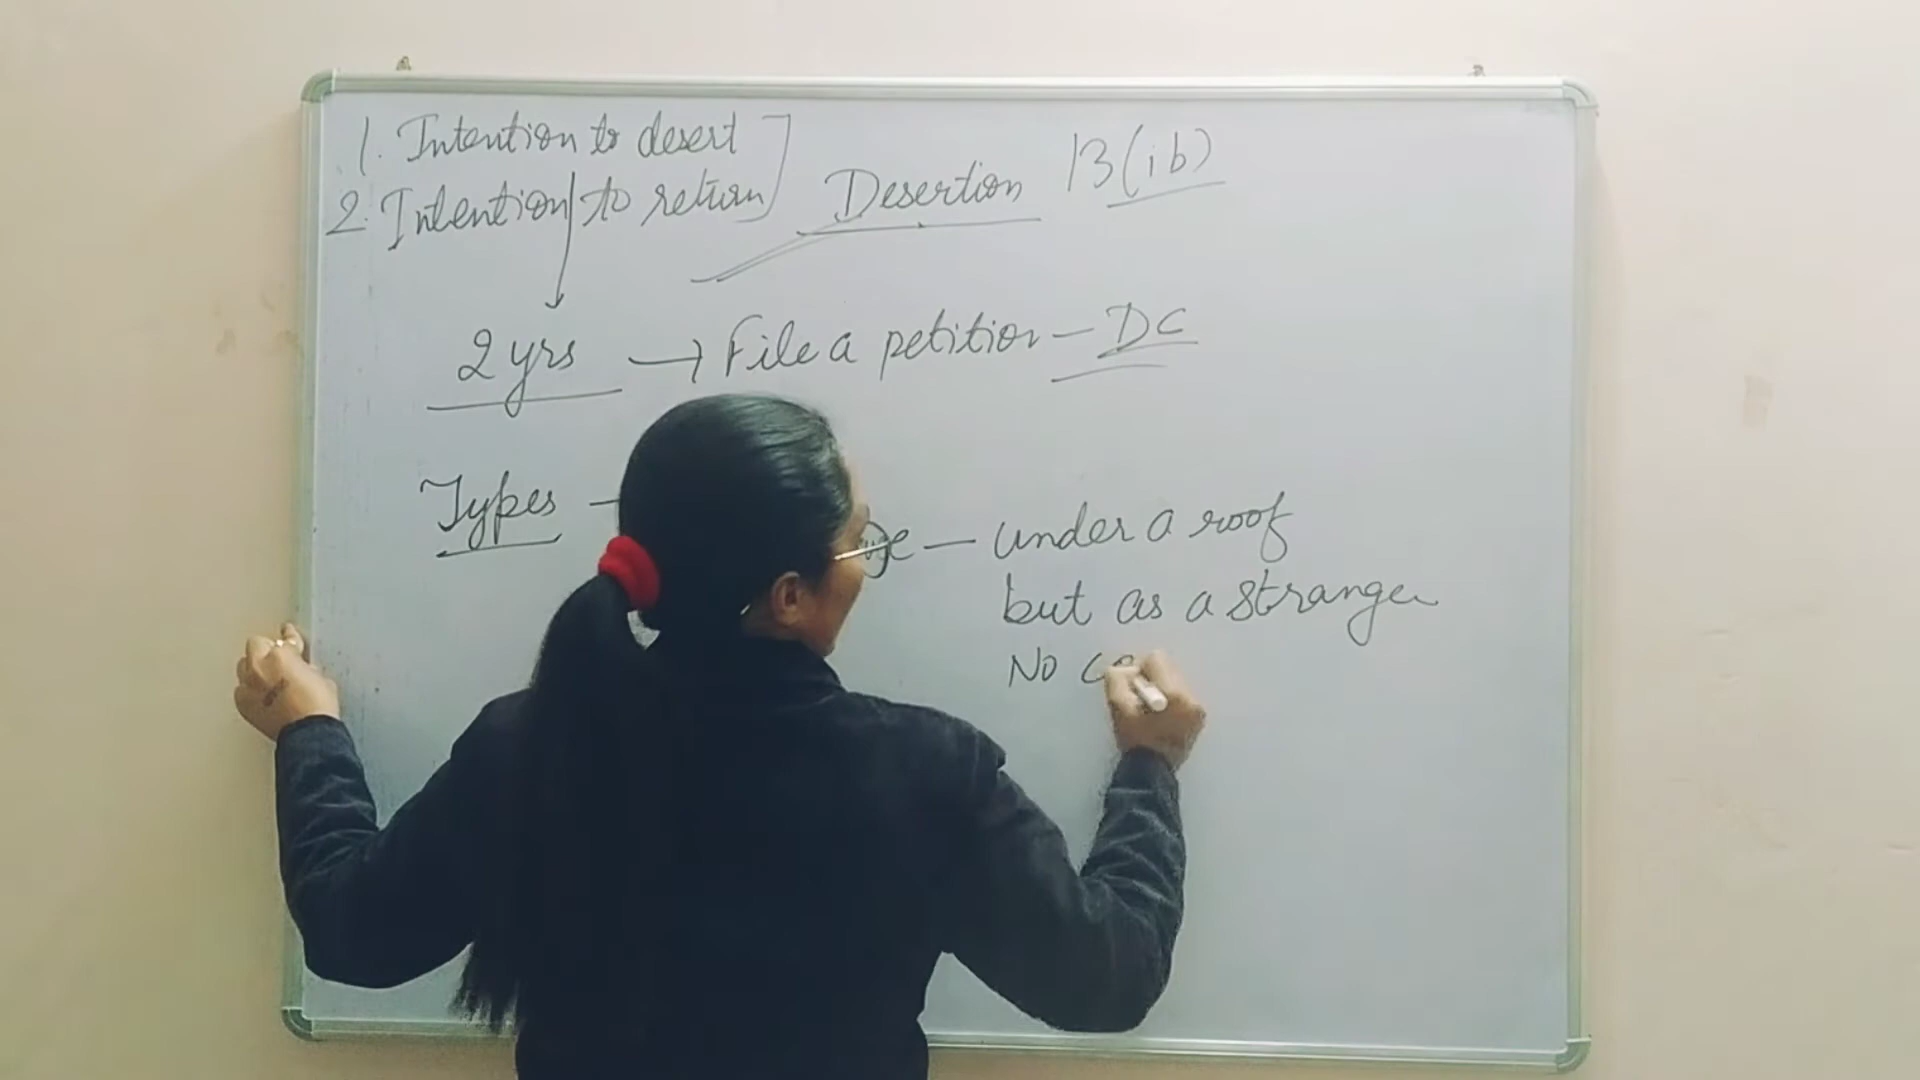 1. Intention to desert
2. Intention to return
Desertion 13(ib)
2 yrs → File a petition - DC
Types -
- under a roof
but as a stranger
No